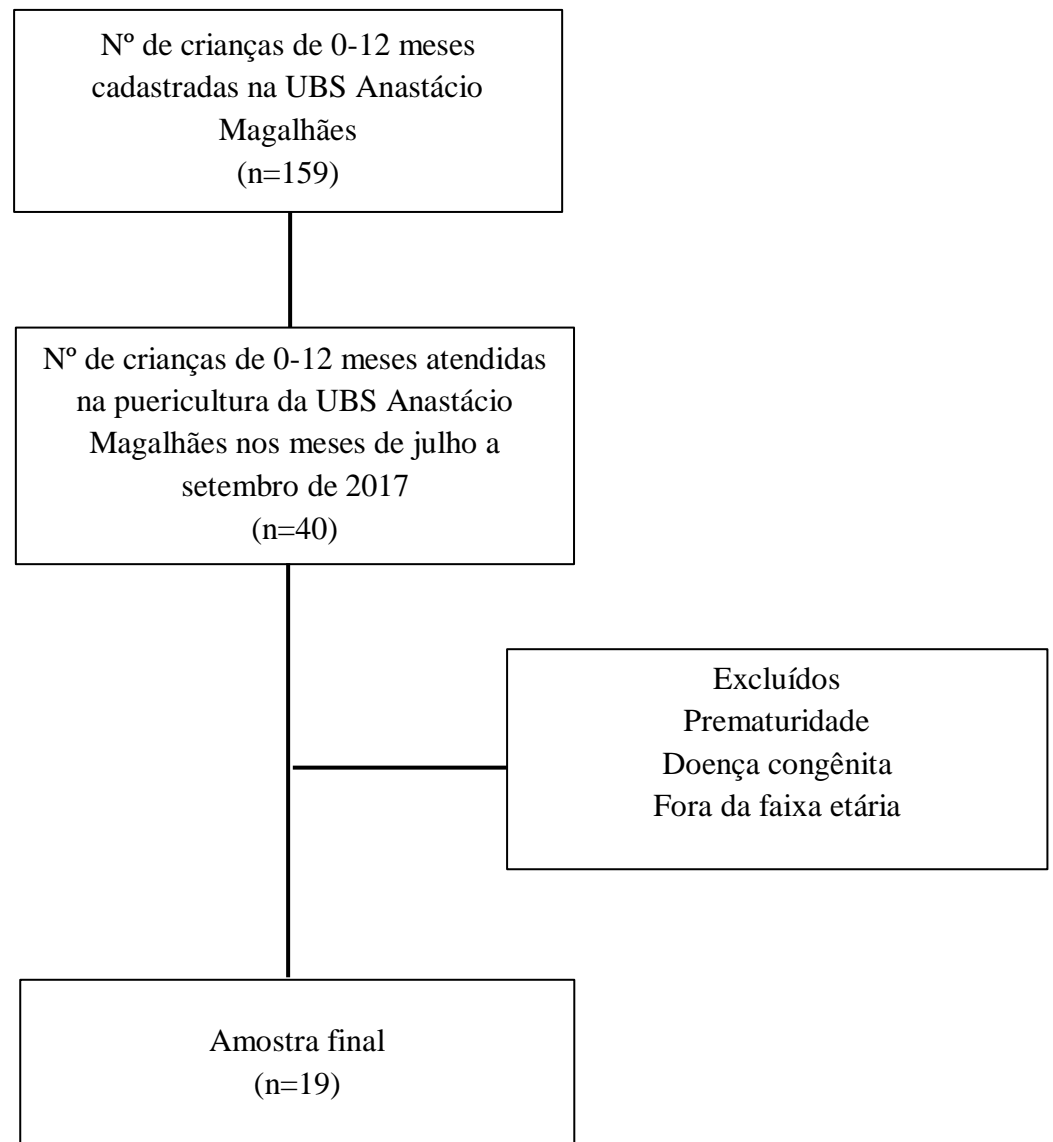 Nº de crianças de 0-12 meses
cadastradas na UBS Anastácio
Magalhães
(n=159)
Nº de crianças de 0-12 meses atendidas
na puericultura da UBS Anastácio
Magalhães nos meses de julho a
setembro de 2017
(n=40)
Excluídos
Prematuridade
Doença congênita
Fora da faixa etária
Amostra final
(n=19)